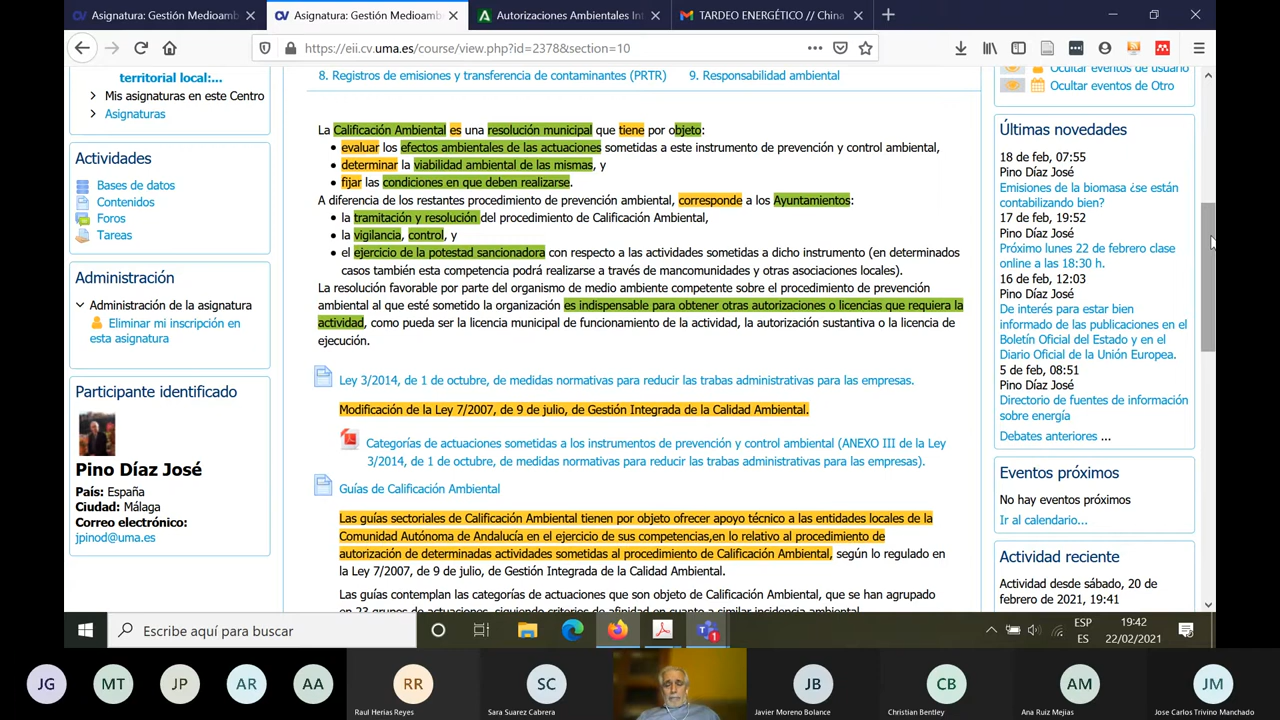 Asignatura: Gestión Medioamb
Asignatura: Gestión Medioamb
Autorizaciones Ambientales In
TARDEO ENERGÉTICO // China
https://eii.cv.uma.es/course/view.php?id=2378&section=10
territorial local:...
Mis asignaturas en este Centro
Asignaturas
Actividades
Bases de datos
Contenidos
Foros
Tareas
Administración
Administración de la asignatura
Eliminar mi inscripción en
esta asignatura
Participante identificado
Pino Díaz José
País: España
Ciudad: Málaga
Correo electrónico:
jpinod@uma.es
8. Registros de emisiones y transferencia de contaminantes (PRTR)
9. Responsabilidad ambiental
La Calificación Ambiental es una resolución municipal que tiene por objeto:
evaluar los efectos ambientales de las actuaciones sometidas a este instrumento de prevención y control ambiental,
determinar la viabilidad ambiental de las mismas, y
fijar las condiciones en que deben realizarse.
A diferencia de los restantes procedimiento de prevención ambiental, corresponde a los Ayuntamientos:
la tramitación y resolución del procedimiento de Calificación Ambiental,
la vigilancia, control, y
el ejercicio de la potestad sancionadora con respecto a las actividades sometidas a dicho instrumento (en determinados
casos también esta competencia podrá realizarse a través de mancomunidades y otras asociaciones locales).
La resolución favorable por parte del organismo de medio ambiente competente sobre el procedimiento de prevención
ambiental al que esté sometido la organización es indispensable para obtener otras autorizaciones o licencias que requiera la
actividad, como pueda ser la licencia municipal de funcionamiento de la actividad, la autorización sustantiva o la licencia de
ejecución.
Ley 3/2014, de 1 de octubre, de medidas normativas para reducir las trabas administrativas para las empresas.
Modificación de la Ley 7/2007, de 9 de julio, de Gestión Integrada de la Calidad Ambiental.
Categorías de actuaciones sometidas a los instrumentos de prevención y control ambiental (ANEXO III de la Ley
3/2014, de 1 de octubre, de medidas normativas para reducir las trabas administrativas para las empresas).
Guías de Calificación Ambiental
Las guías sectoriales de Calificación Ambiental tienen por objeto ofrecer apoyo técnico a las entidades locales de la
Comunidad Autónoma de Andalucía en el ejercicio de sus competencias,en lo relativo al procedimiento de
autorización de determinadas actividades sometidas al procedimiento de Calificación Ambiental, según lo regulado en
la Ley 7/2007, de 9 de julio, de Gestión Integrada de la Calidad Ambiental.
Las guías contemplan las categorías de actuaciones que son objeto de Calificación Ambiental, que se han agrupado
en 23 grupos de actuaciones, siguiendo criterios de afinidad en cuanto a similar incidencia ambiental.
Ocultar eventos de usuario
Ocultar eventos de Otro
Últimas novedades
18 de feb, 07:55
Pino Díaz José
Emisiones de la biomasa ¿se están
contabilizando bien?
17 de feb, 19:52
Pino Díaz José
Próximo lunes 22 de febrero clase
online a las 18:30 h.
16 de feb, 12:03
Pino Díaz José
De interés para estar bien
informado de las publicaciones en el
Boletín Oficial del Estado y en el
Diario Oficial de la Unión Europea.
5 de feb, 08:51
Pino Díaz José
Directorio de fuentes de información
sobre energía
Debates anteriores ...
Eventos próximos
No hay eventos próximos
Ir al calendario...
Actividad reciente
Actividad desde sábado, 20 de
febrero de 2021, 19:41
Escribe aquí para buscar
1
ESP
ES
19:42
22/02/2021
JG
MT
JP
AR
AA
RR
Raul Herias Reyes
SC
Sara Suarez Cabrera
JB
Javier Moreno Bolance
CB
Christian Bentley
AM
Ana Ruiz Mejias
JM
Jose Carlos Trivino Manchado